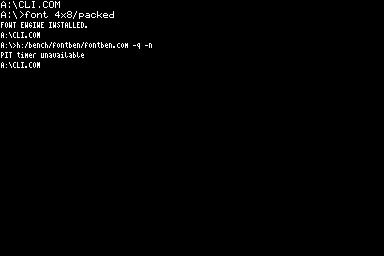 A:\CLI.COM
A:\>font 4x8/packed
FONT ENGINE INSTALLED.
A:\CLI.COM
A:\>h:/bench/fontben/fontben.com -q -n
PIT timer unavailable
A:\CLI.COM